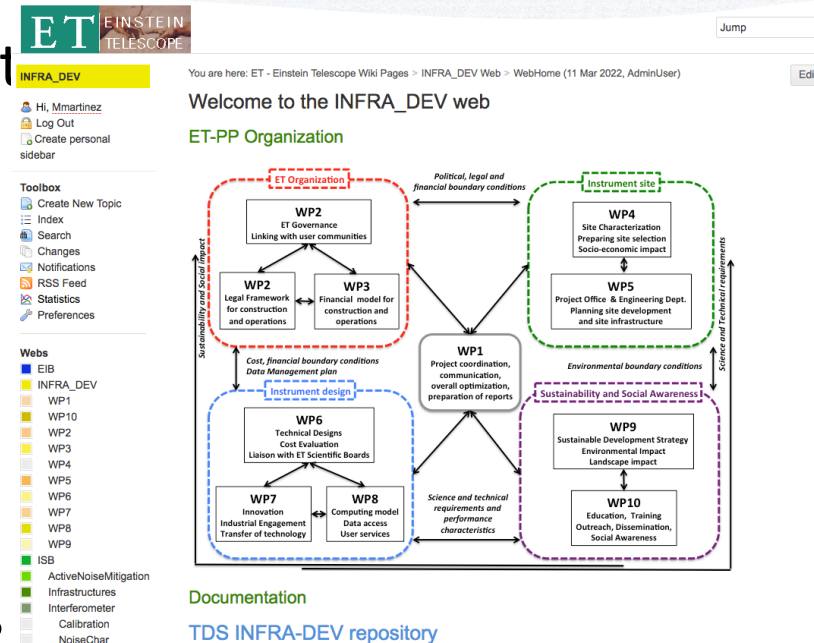 ET EINSTEIN
TELESCOPE
Jump
INFRA_DEV
You are here: ET - Einstein Telescope Wiki Pages > INFRA_DEV Web > WebHome (11 Mar 2022, AdminUser)
Hi, Mmartinez
Log Out
Create personal
sidebar
Toolbox
Create New Topic
Index
Search
Changes
Notifications
RSS Feed
Statistics
Preferences
Webs
EIB
INFRA_DEV
WP1
WP10
WP2
WP3
WP4
WP5
WP6
WP7
WP8
WP9
ISB
ActiveNoiseMitigation
Infrastructures
Interferometer
Calibration
NoiseChar
Welcome to the INFRA_DEV web
ET-PP Organization
ET Organization
WP2
ET Governance
Linking with user communities
WP2
Legal Framework
for construction
and operations
WP3
Financial model for
construction and
operations
Political, legal and
financial boundary conditions
Instrument site
WP4
Site Characterization
Preparing site selection
Socio-economic impact
WP5
Project Office & Engineering Dept.
Planning site development
and site infrastructure
Sustainability and Social impact
Science and Technical requirements
WP1
Project coordination,
communication,
overall optimization,
preparation of reports
Cost, financial boundary conditions
Data Management plan
Environmental boundary conditions
Instrument design
WP6
Technical Designs
Cost Evaluation
Liaison with ET Scientific Boards
WP7
Innovation
Industrial Engagement
Transfer of technology
WP8
Computing model
Data access
User services
Science and technical
requirements and
performance
characteristics
Sustainability and Social Awareness
WP9
Sustainable Development Strategy
Environmental Impact
Landscape impact
WP10
Education, Training
Outreach, Dissemination,
Social Awareness
Documentation
TDS INFRA-DEV repository